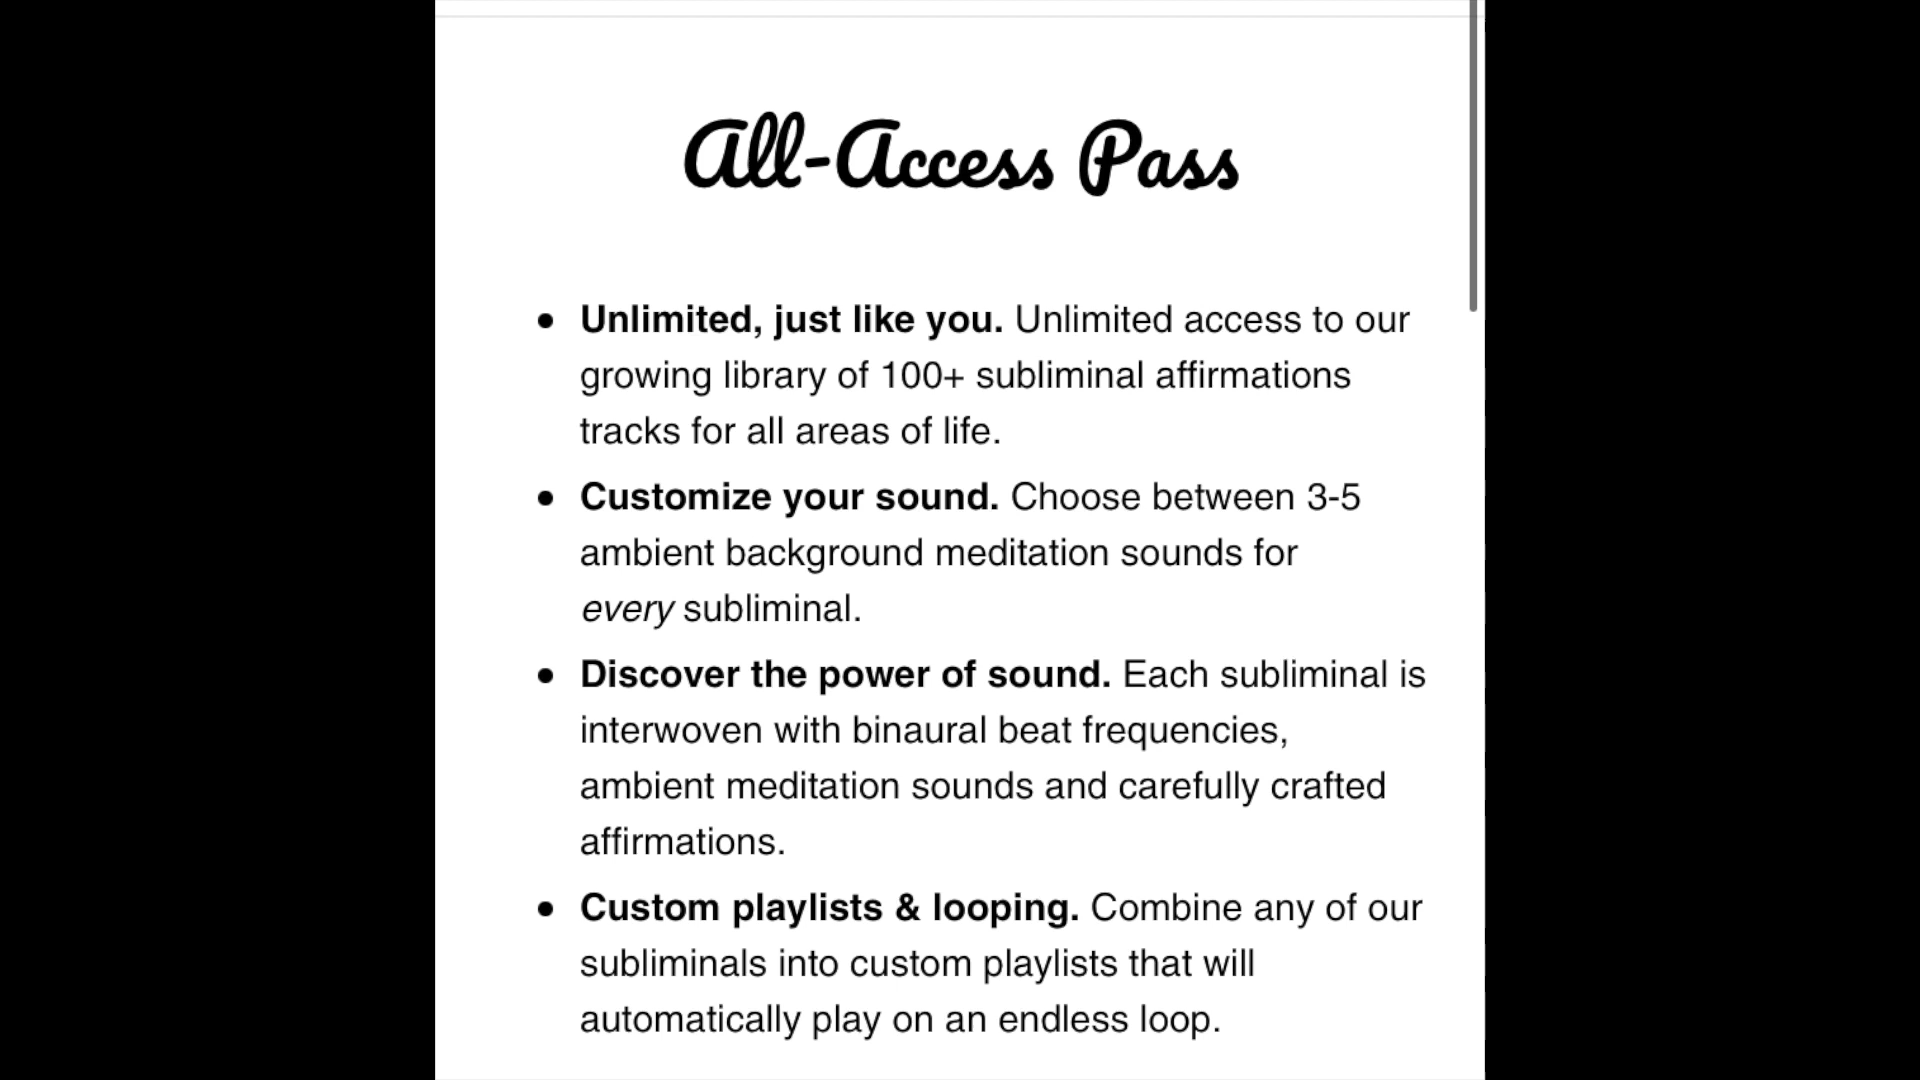 All-Access Pass
• Unlimited, just like you. Unlimited access to our
growing library of 100+ subliminal affirmations
tracks for all areas of life.
• Customize your sound. Choose between 3-5
ambient background meditation sounds for
every subliminal.
• Discover the power of sound. Each subliminal is
interwoven with binaural beat frequencies,
ambient meditation sounds and carefully crafted
affirmations.
• Custom playlists & looping. Combine any of our
subliminals into custom playlists that will
automatically play on an endless loop.